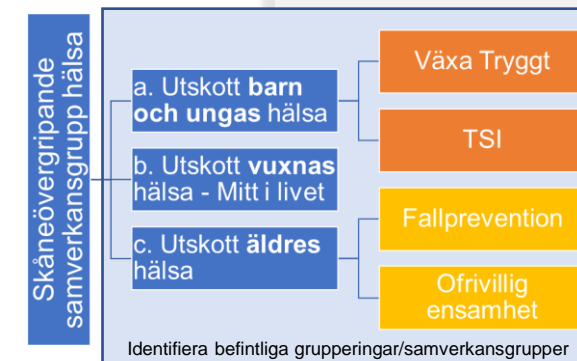 Skåneövergripande
samverkansgrupp hälsa
a. Utskott barn
och ungas hälsa
b. Utskott vuxnas
hälsa - Mitt i livet
c. Utskott äldres
hälsa
Växa Tryggt
TSI
Fallprevention
Ofrivillig
ensamhet
Identifiera befintliga grupperingar/samverkansgrupper